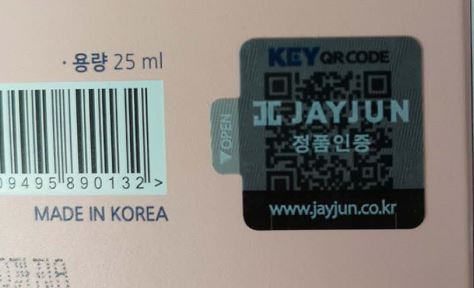 · 용량 25 ml
09495 890132 >
MADE IN KOREA
KEY QR CODE
JAYJUN
정품인증
▼OPEN
www.jayjun.co.kr